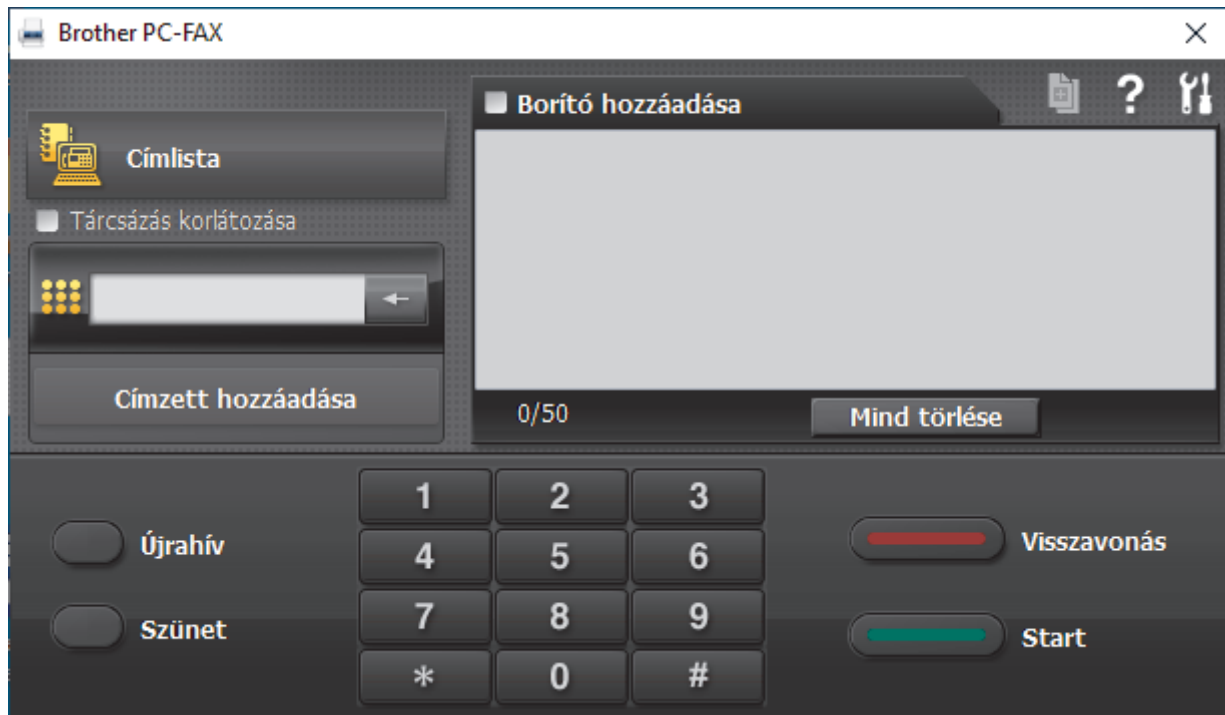 Brother PC-FAX
Borító hozzáadása
?
Címlista
Tárcsázás korlátozása
Címzett hozzáadása
0/50
Mind törlése
1 2 3
4 5 6
7 8 9
* 0 #
Újrahív
Szünet
Visszavonás
Start